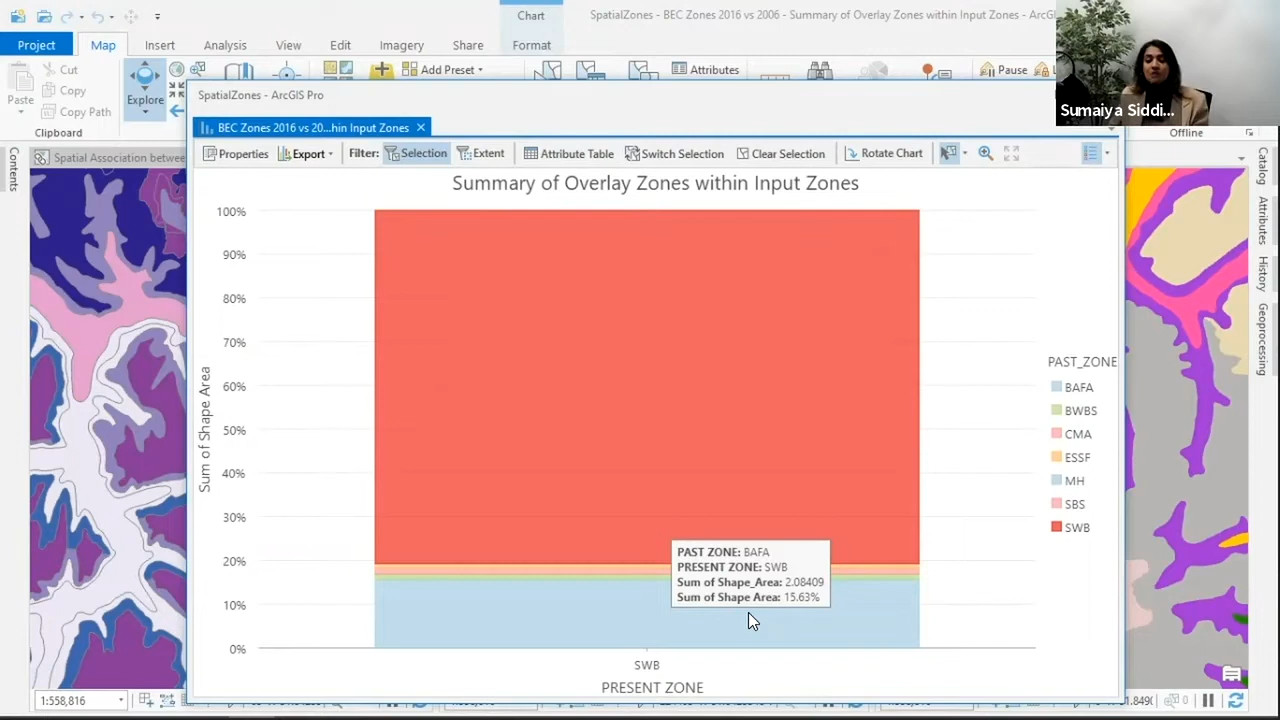 Chart
SpatialZones - BEC Zones 2016 vs 2006 - Summary of Overlay Zones within Input Zones - ArcGI
Project
Map
Insert
Analysis
View
Edit
Imagery
Share
Format
Paste
Cut
Copy
Copy Path
Clipboard
Explore
Add Preset
Attributes
Pause
Offline
Sumaiya Siddi...
SpatialZones - ArcGIS Pro
BEC Zones 2016 vs 20...hin Input Zones
Contents
Spatial Association between
Properties
Export
Filter:
Selection
Extent
Attribute Table
Switch Selection
Clear Selection
Rotate Chart
Catalog
Attributes
History
Geoprocessing
Summary of Overlay Zones within Input Zones
100%
90%
80%
70%
60%
50%
40%
30%
20%
10%
0%
Sum of Shape Area
PAST_ZONE
BAFA
BWBS
CMA
ESSF
MH
SBS
SWB
PAST ZONE: BAFA
PRESENT ZONE: SWB
Sum of Shape_Area: 2.08409
Sum of Shape Area: 15.63%
SWB
PRESENT ZONE
1:558,816